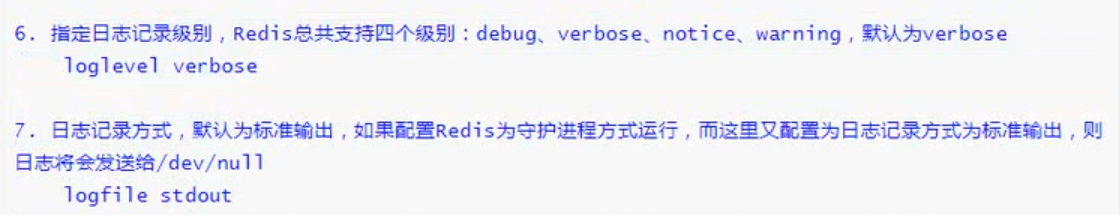 6. 指定日志记录级别，Redis总共支持四个级别：debug、verbose、notice、warning，默认为verbose
loglevel verbose
7. 日志记录方式，默认为标准输出，如果配置Redis为守护进程方式运行，而这里又配置为日志记录方式为标准输出，则
日志将会发送给/dev/null
logfile stdout